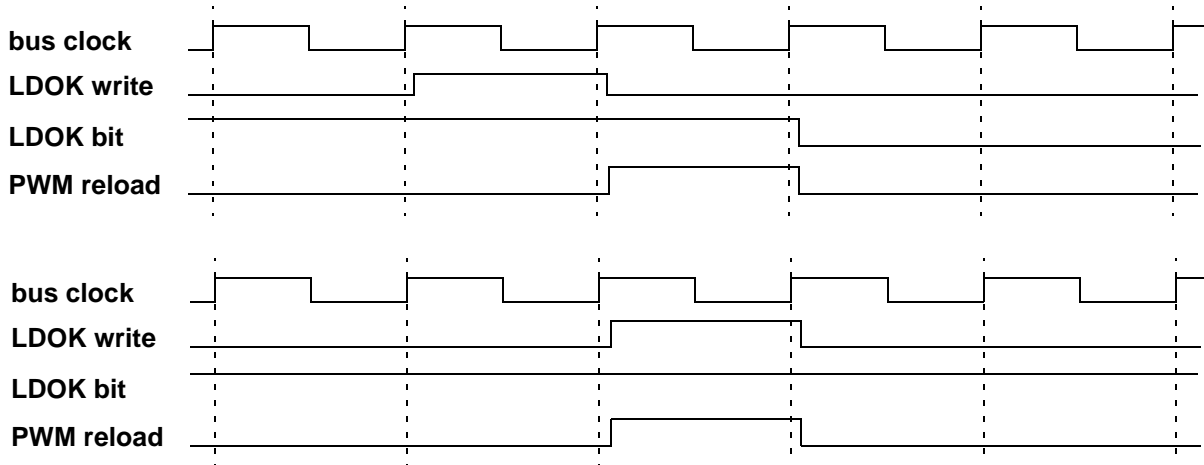 bus clock
LDOK write
LDOK bit
PWM reload
bus clock
LDOK write
LDOK bit
PWM reload